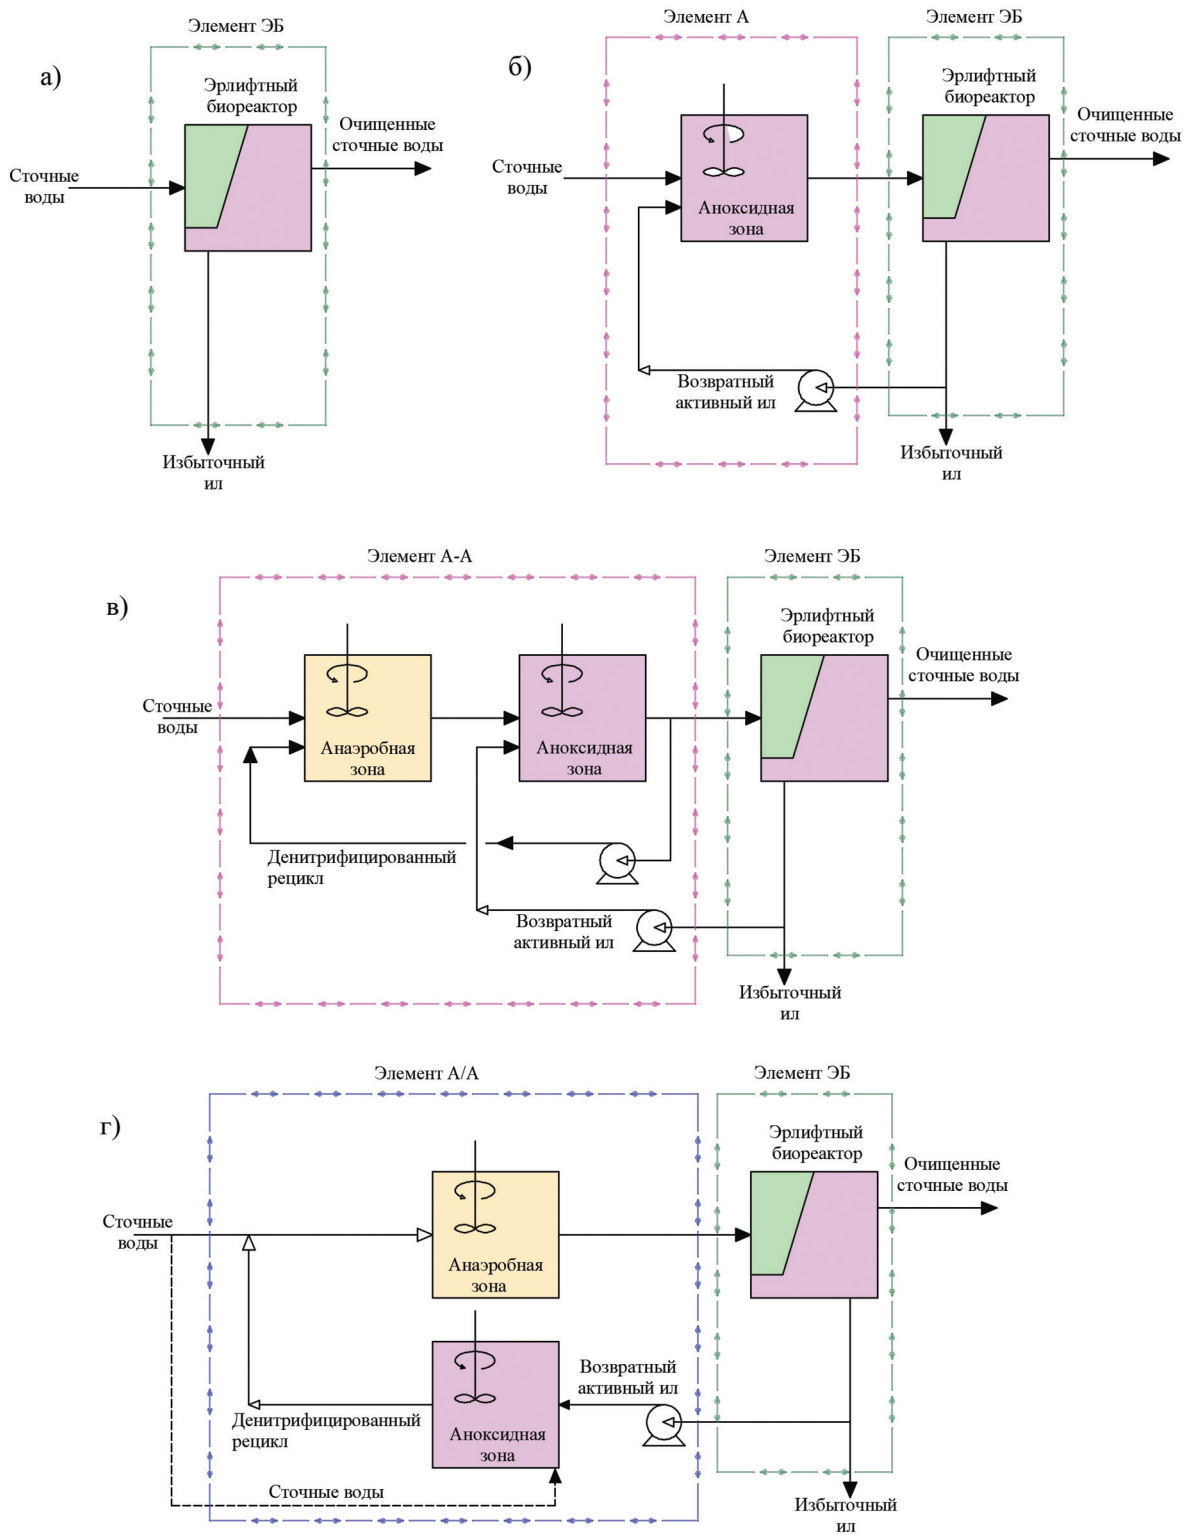 Элемент ЭБ
а)
Эрлифтный
биореактор
Очищенные
сточные воды
Сточные
воды
Избыточный
ил
Элемент А
Элемент ЭБ
б)
Эрлифтный
биореактор
Очищенные
сточные воды
Сточные
воды
Аноксидная
зона
Возвратный
активный ил
Избыточный
ил
Элемент А-А
Элемент ЭБ
в)
Эрлифтный
биореактор
Очищенные
сточные воды
Сточные
воды
Анаэробная
зона
Аноксидная
зона
Денитрифицированный
рецикл
Возвратный
активный ил
Избыточный
ил
Элемент А/А
Элемент ЭБ
г)
Эрлифтный
биореактор
Очищенные
сточные воды
Сточные
воды
Анаэробная
зона
Возвратный
активный ил
Денитрифицированный
рецикл
Аноксидная
зона
Сточные воды
Избыточный
ил